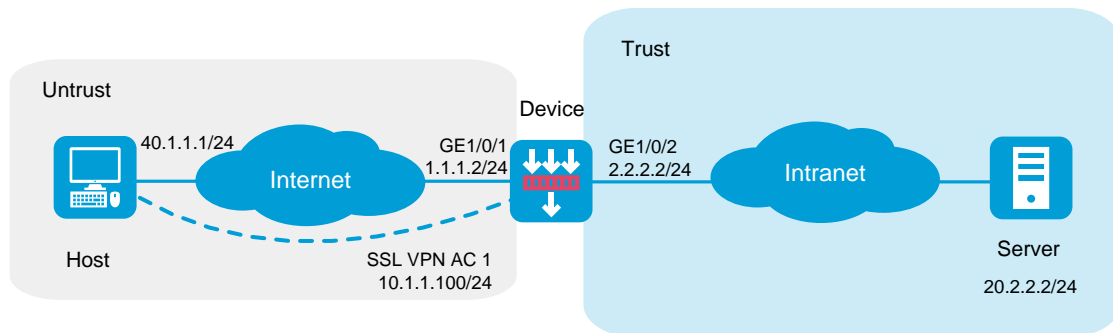 Trust
Untrust
Device
40.1.1.1/24
GE1/0/1
1.1.1.2/24
GE1/0/2
2.2.2.2/24
Internet
Intranet
Host
SSL VPN AC 1
10.1.1.100/24
Server
20.2.2.2/24